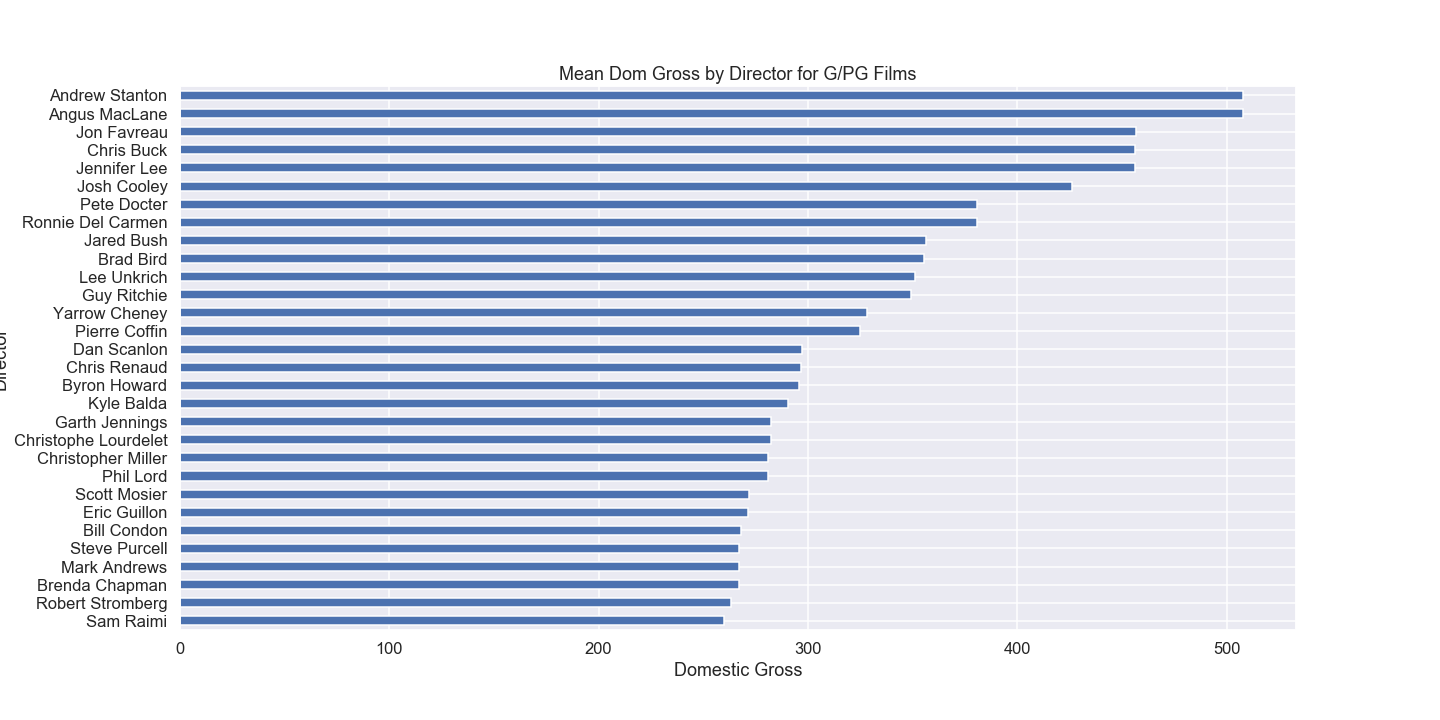 Mean Dom Gross by Director for G/PG Films
Andrew Stanton
Angus MacLane
Jon Favreau
Chris Buck
Jennifer Lee
Josh Cooley
Pete Docter
Ronnie Del Carmen
Jared Bush
Brad Bird
Lee Unkrich
Guy Ritchie
Yarrow Cheney
Pierre Coffin
Dan Scanlon
Chris Renaud
Byron Howard
Kyle Balda
Garth Jennings
Christophe Lourdelet
Christopher Miller
Phil Lord
Scott Mosier
Eric Guillon
Bill Condon
Steve Purcell
Mark Andrews
Brenda Chapman
Robert Stromberg
Sam Raimi
Director
0 100 200 300 400 500
Domestic Gross